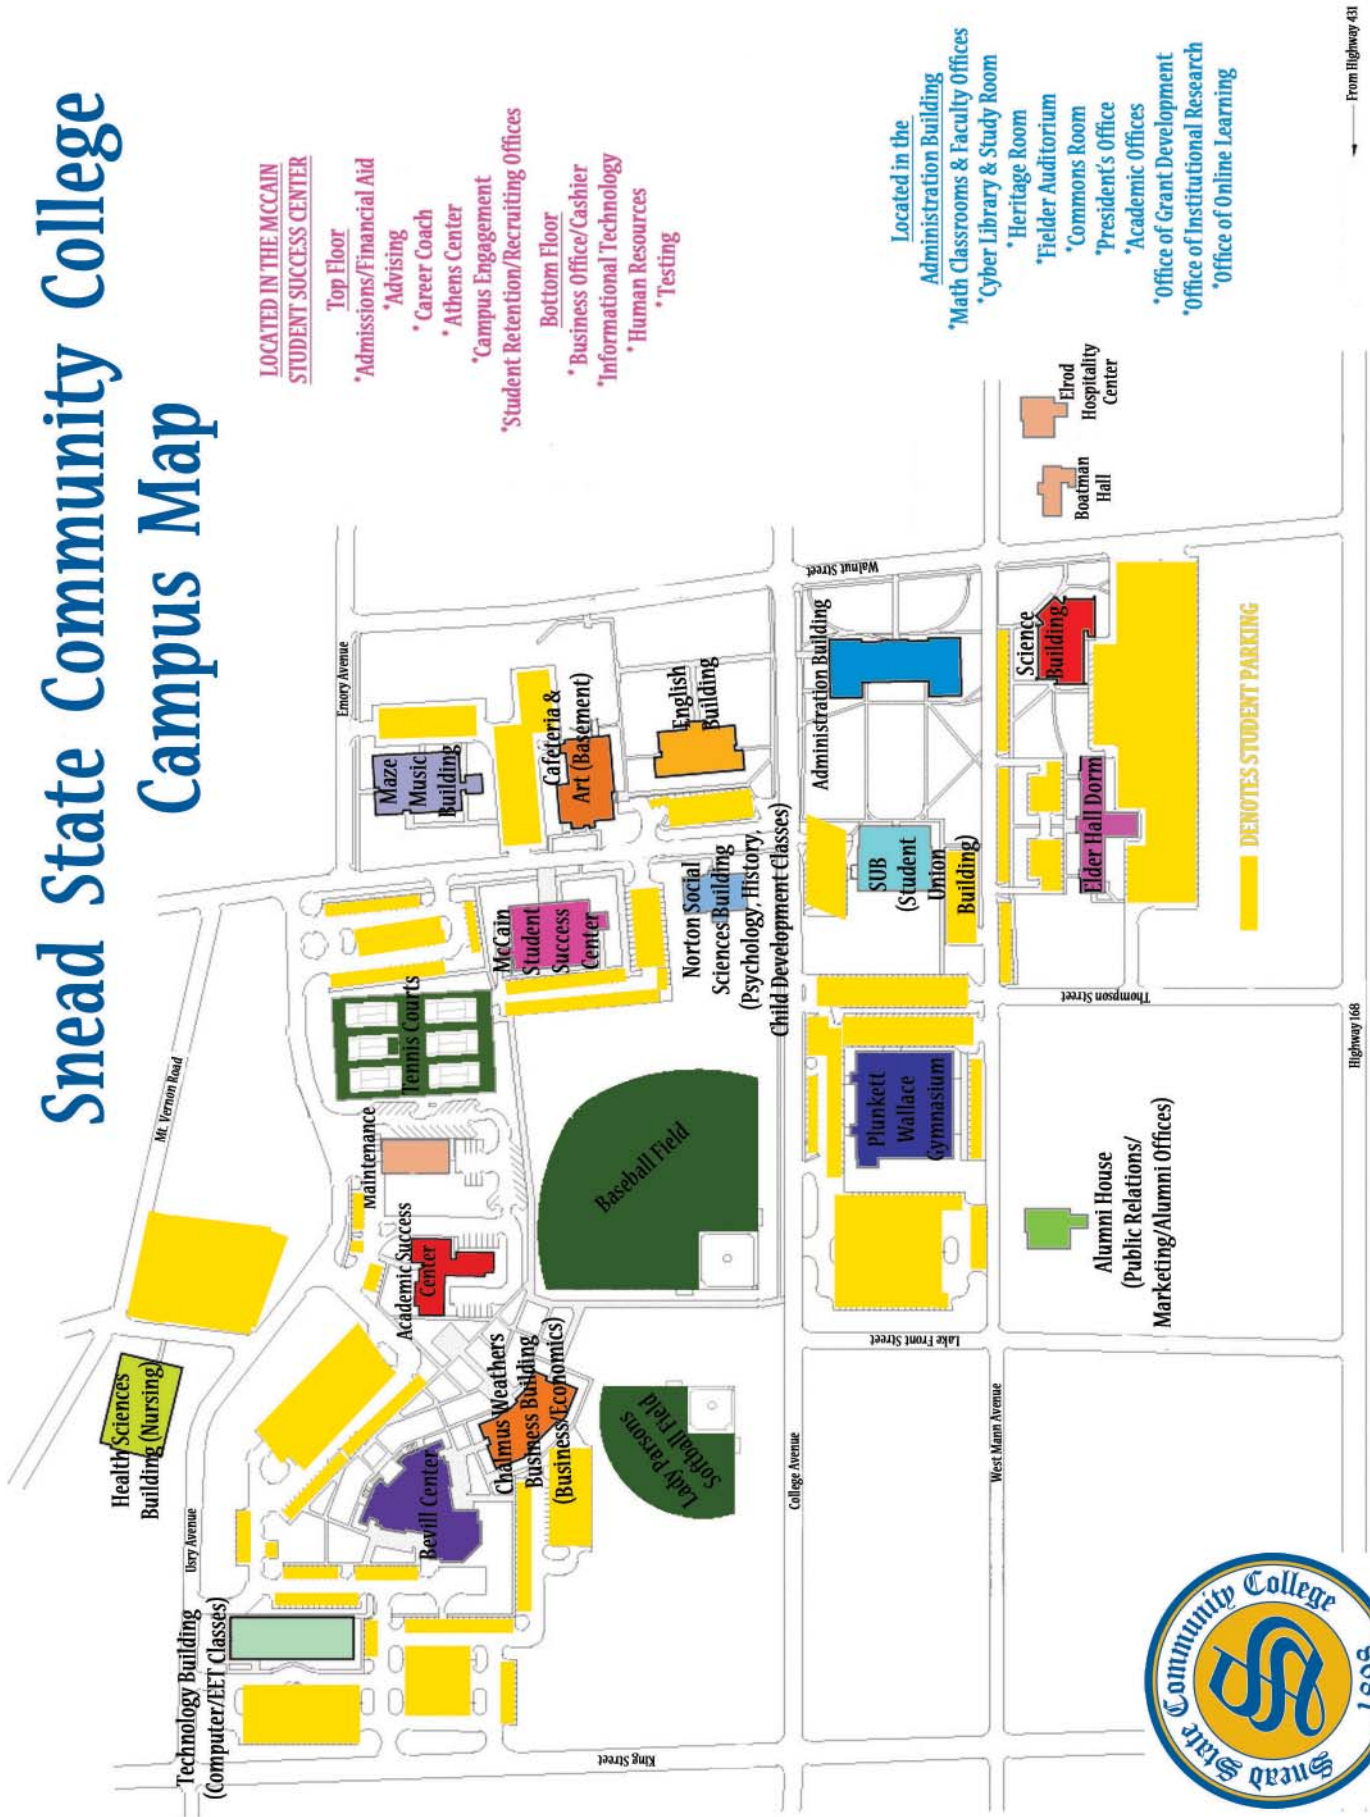 Snead State Community College
Campus Map
LOCATED IN THE MCCAIN
STUDENT SUCCESS CENTER
Top Floor
*Admissions/Financial Aid
*Advising
* Career Coach
* Athens Center
*Campus Engagement
*Student Retention/Recruiting Offices
Bottom Floor
* Business Office/Cashier
*Informational Technology
* Human Resources
* Testing
Located in the
Administration Building
*Math Classrooms & Faculty Offices
*Cyber Library & Study Room
* Heritage Room
*Fielder Auditorium
*Commons Room
*President's Office
*Academic Offices
*Office of Grant Development
*Office of Institutional Research
*Office of Online Learning
From Highway 431
Mt. Vernon Road
Emory Avenue
Usry Avenue
Health Sciences
Building (Nursing)
Technology Building
(Computer/EET Classes)
Bevill Center
Chalmus Weathers
Business Building
(Business/Economics)
Academic Success
Center
Maintenance
Tennis Courts
McCain
Student
Success
Center
Maze
Music
Building
Cafeteria &
Art (Basement)
English
Building
Norton Social
Sciences Building
(Psychology, History,
Child Development Classes)
Baseball Field
Lady Parsons
Softball Field
King Street
College Avenue
Lake Front Street
Walnut Street
Administration Building
SUB
(Student
Union
Building)
Plunkett
Wallace
Gymnasium
West Mann Avenue
Thompson Street
Science
Building
Elder Hall Dorm
Boatman
Hall
Elrod
Hospitality
Center
Alumni House
(Public Relations/
Marketing/Alumni Offices)
DENOTES STUDENT PARKING
Highway 168
Snead State Community College
SS
1898